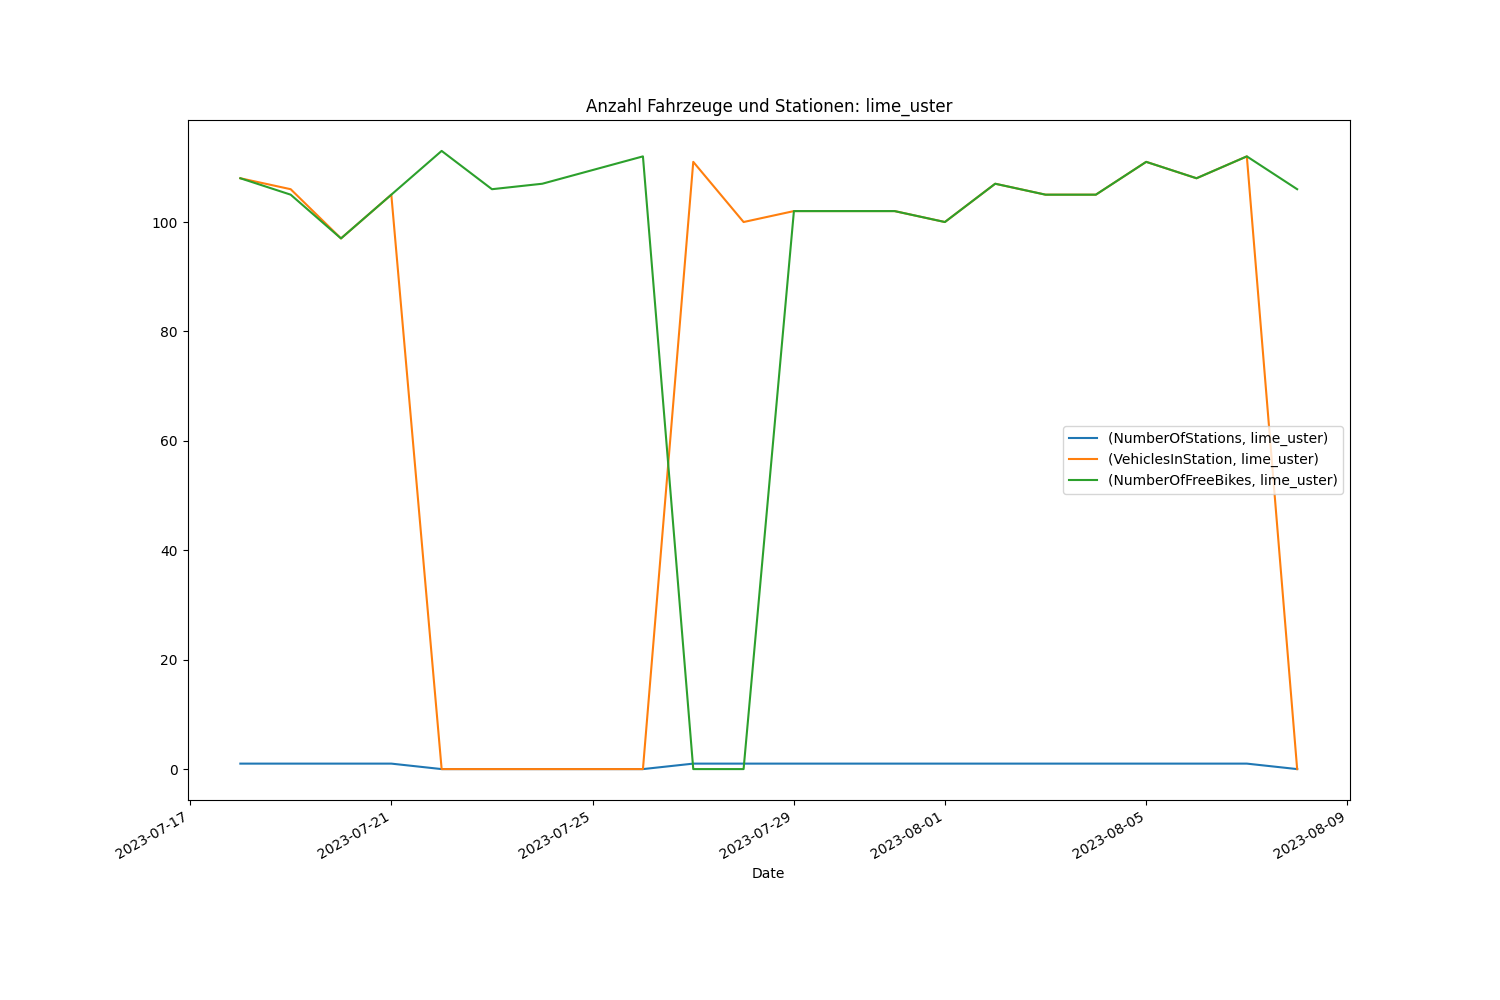 Anzahl Fahrzeuge und Stationen: lime_uster
100
80
60
40
20
0
(NumberOfStations, lime_uster)
(VehiclesInStation, lime_uster)
(NumberOfFreeBikes, lime_uster)
2023-07-17
2023-07-21
2023-07-25
2023-07-29
2023-08-01
2023-08-05
2023-08-09
Date